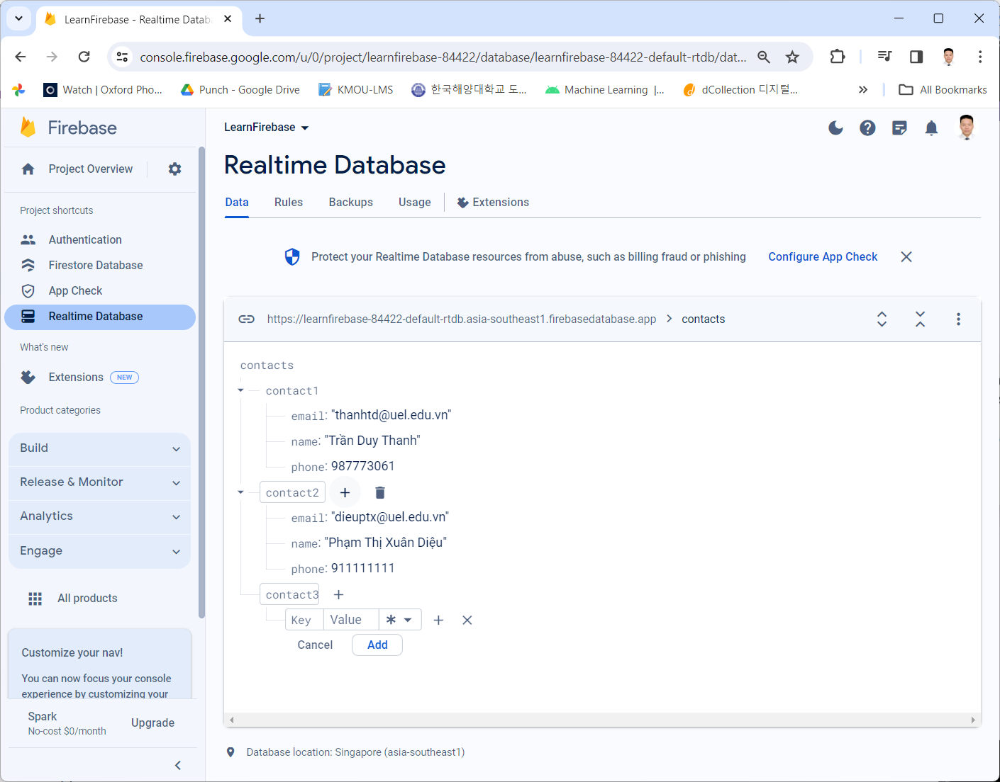 LearnFirebase - Realtime Datab
console.firebase.google.com/u/0/project/learnfirebase-84422/database/learnfirebase-84422-default-rtdb/dat...
Watch | Oxford Pho...
Punch - Google Drive
KMOU-LMS
한국해양대학교 도...
Machine Learning |...
dCollection 디지털...
All Bookmarks
Firebase
LearnFirebase
Project Overview
Realtime Database
Data Rules Backups Usage Extensions
Project shortcuts
Authentication
Firestore Database
App Check
Realtime Database
What's new
Extensions NEW
Product categories
Build
Release & Monitor
Analytics
Engage
All products
Customize your nav!
You can now focus your console
experience by customizing your
Spark
No-cost $0/month
Upgrade
Protect your Realtime Database resources from abuse, such as billing fraud or phishing Configure App Check
https://learnfirebase-84422-default-rtdb.asia-southeast1.firebasedatabase.app contacts
contacts
contact1
email: "thanhtd@uel.edu.vn"
name: "Trần Duy Thanh"
phone: 987773061
contact2
email: "dieuptx@uel.edu.vn"
name: "Phạm Thị Xuân Diệu"
phone: 911111111
contact3
Key Value
Cancel Add
Database location: Singapore (asia-southeast1)